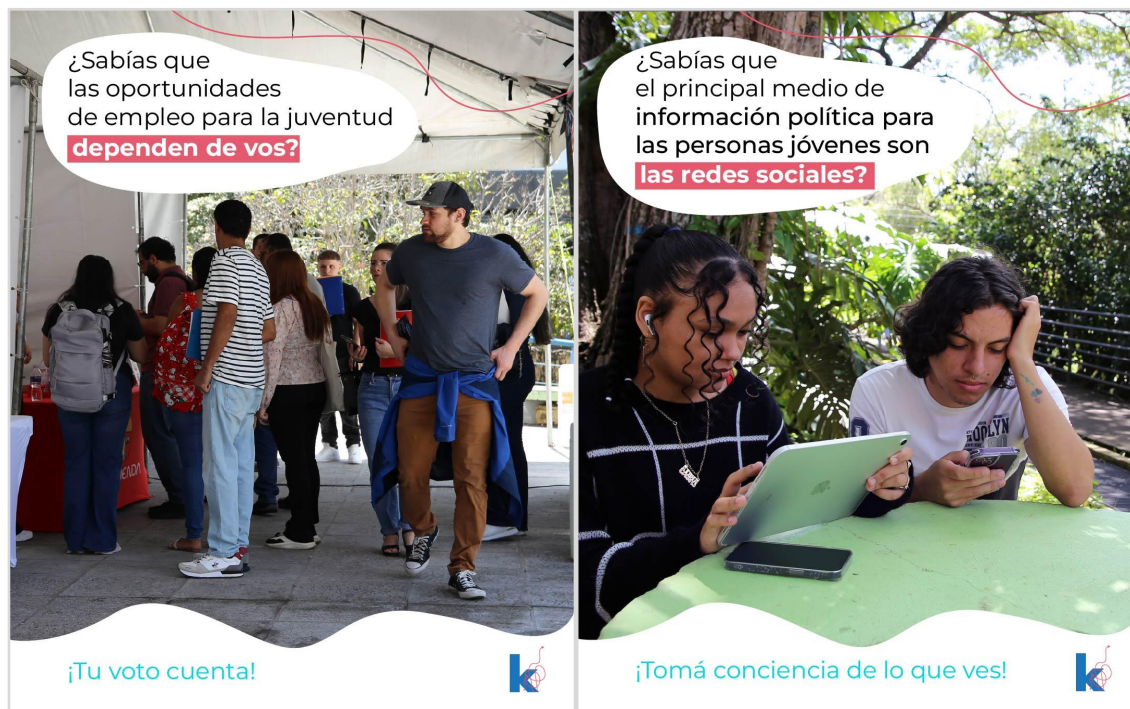 ¿Sabías que
las oportunidades
de empleo para la juventud
dependen de vos?
¡Tu voto cuenta!
k
¿Sabías que
el principal medio de
información política para
las personas jóvenes son
las redes sociales?
¡Tomá conciencia de lo que ves!
k